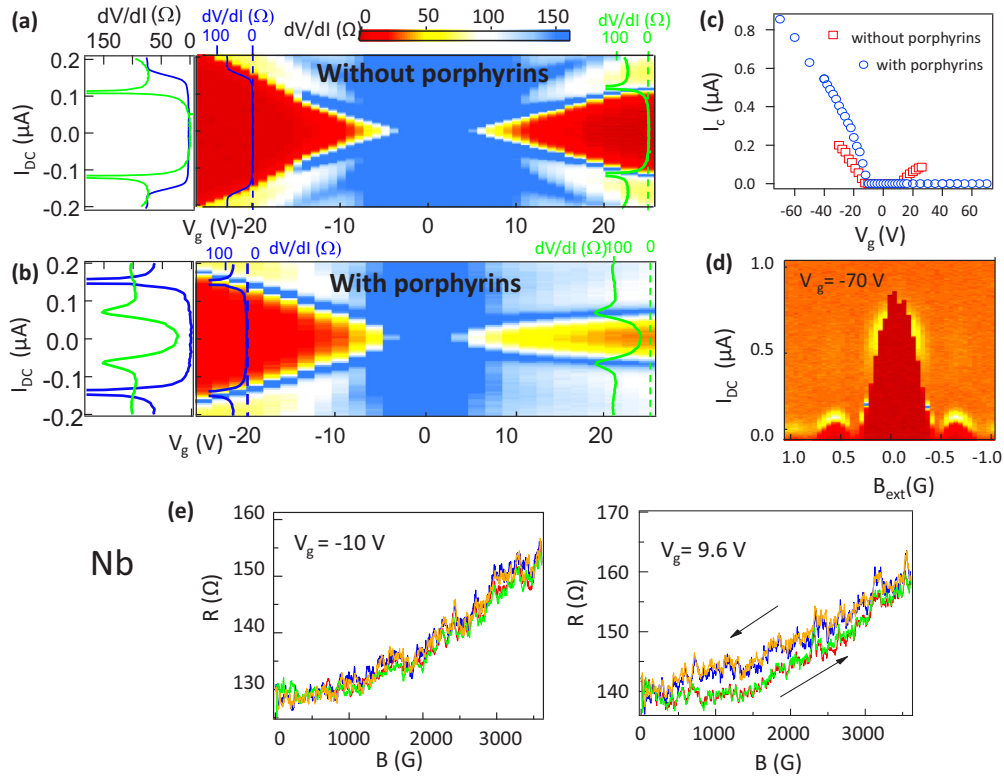 (a)
dV/dI (Ω)
150 50 0
dV/dI (Ω)
100 0
dV/dI (Ω)
0 50 100 150
dV/dI (Ω)
100 0
Without porphyrins
I_DC (µA)
0.2
0.1
0.0
-0.1
-0.2
V_g (V)
-20 -10 0 10 20
(b)
dV/dI (Ω)
100 0
dV/dI (Ω)
100 0
With porphyrins
I_DC (µA)
0.2
0.1
0.0
-0.1
-0.2
V_g (V)
-20 -10 0 10 20
(c)
without porphyrins
with porphyrins
I_c (µA)
0.8
0.6
0.4
0.2
0.0
-60 -40 -20 0 20 40 60
V_g (V)
(d)
V_g= -70 V
I_DC (µA)
1.0
0.5
0.0
1.0 0.5 0.0 -0.5 -1.0
B_ext(G)
(e)
Nb
V_g = -10 V
R (Ω)
160
150
140
130
0 1000 2000 3000
B (G)
V_g= 9.6 V
R (Ω)
170
160
150
140
0 1000 2000 3000
B (G)